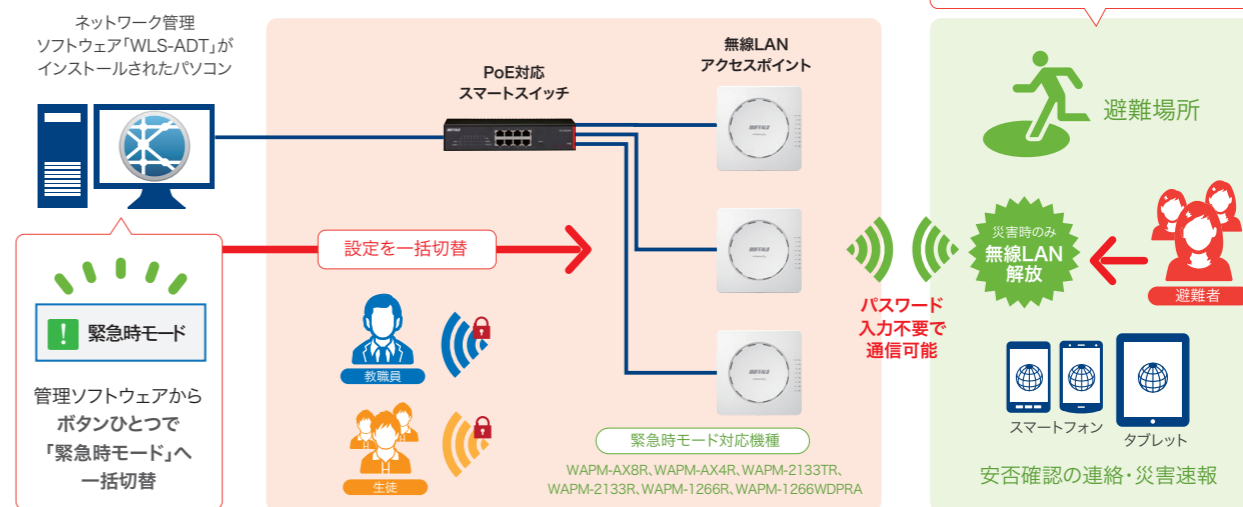 ネットワーク管理
ソフトウェア「WLS-ADT」が
インストールされたパソコン
PoE対応
スマートスイッチ
無線LAN
アクセスポイント
BUFFALO
BUFFALO
BUFFALO
BUFFALO
設定を一括切替
! 緊急時モード
管理ソフトウェアから
ボタンひとつで
「緊急時モード」へ
一括切替
教職員
生徒
緊急時モード対応機種
WAPM-AX8R、WAPM-AX4R、WAPM-2133TR、
WAPM-2133R、WAPM-1266R、WAPM-1266WDPRA
パスワード
入力不要で
通信可能
避難場所
災害時のみ
無線LAN
解放
避難者
スマートフォン
タブレット
安否確認の連絡・災害速報